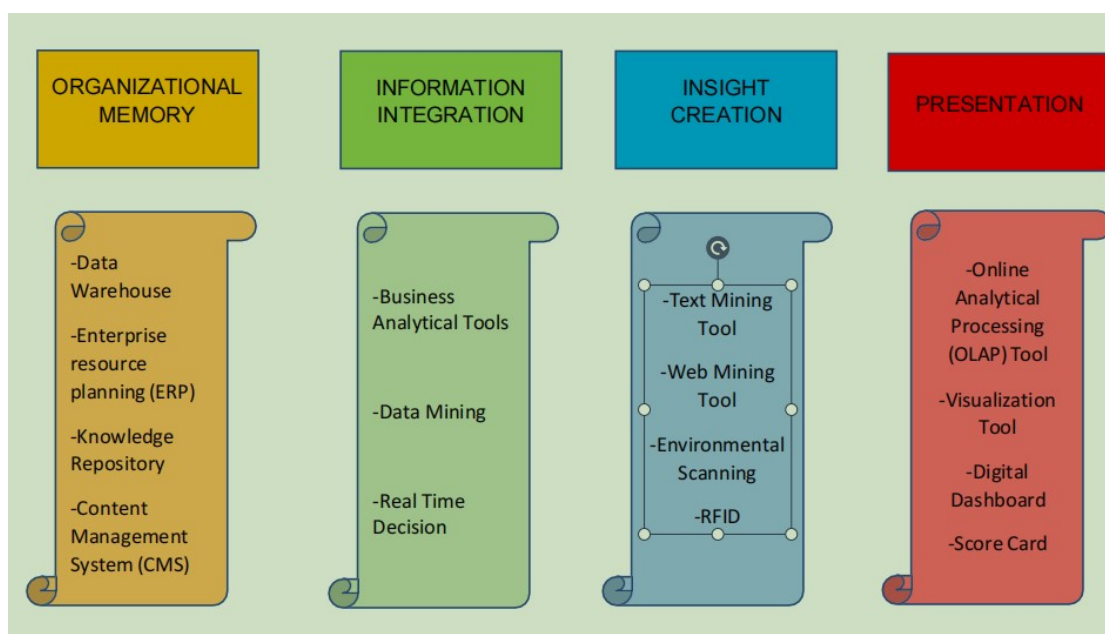 ORGANIZATIONAL
MEMORY
INFORMATION
INTEGRATION
INSIGHT
CREATION
PRESENTATION
-Data
Warehouse
-Enterprise
resource
planning (ERP)
-Knowledge
Repository
-Content
Management
System (CMS)
-Business
Analytical Tools
-Data Mining
-Real Time
Decision
-Text Mining
Tool
-Web Mining
Tool
-Environmental
Scanning
-RFID
-Online
Analytical
Processing
(OLAP) Tool
-Visualization
Tool
-Digital
Dashboard
-Score Card